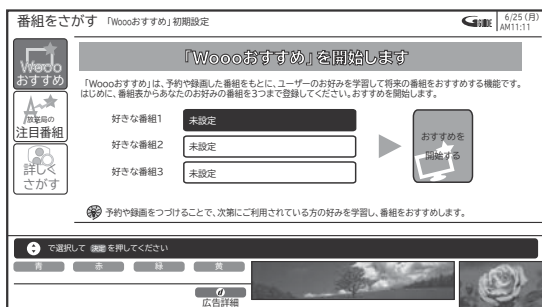 番組をさがす 「Woooおすすめ」初期設定
GガイドE 6/25(月)
AM11:11
「Woooおすすめ」を開始します
Wooo
おすすめ
「Woooおすすめ」は、予約や録画した番組をもとに、ユーザーのお好みを学習して将来の番組をおすすめする機能です。
はじめに、番組表からあなたのお好みの番組を3つまで登録してください。おすすめを開始します。
放送局の
注目番組
好きな番組1 未設定
好きな番組2 未設定
おすすめを
開始する
詳しく
さがす
好きな番組3 未設定
予約や録画をつづけることで、次第にご利用されている方の好みを学習し、番組をおすすめします。
で選択して 決定 を押してください
青 赤 緑 黄
d
広告詳細